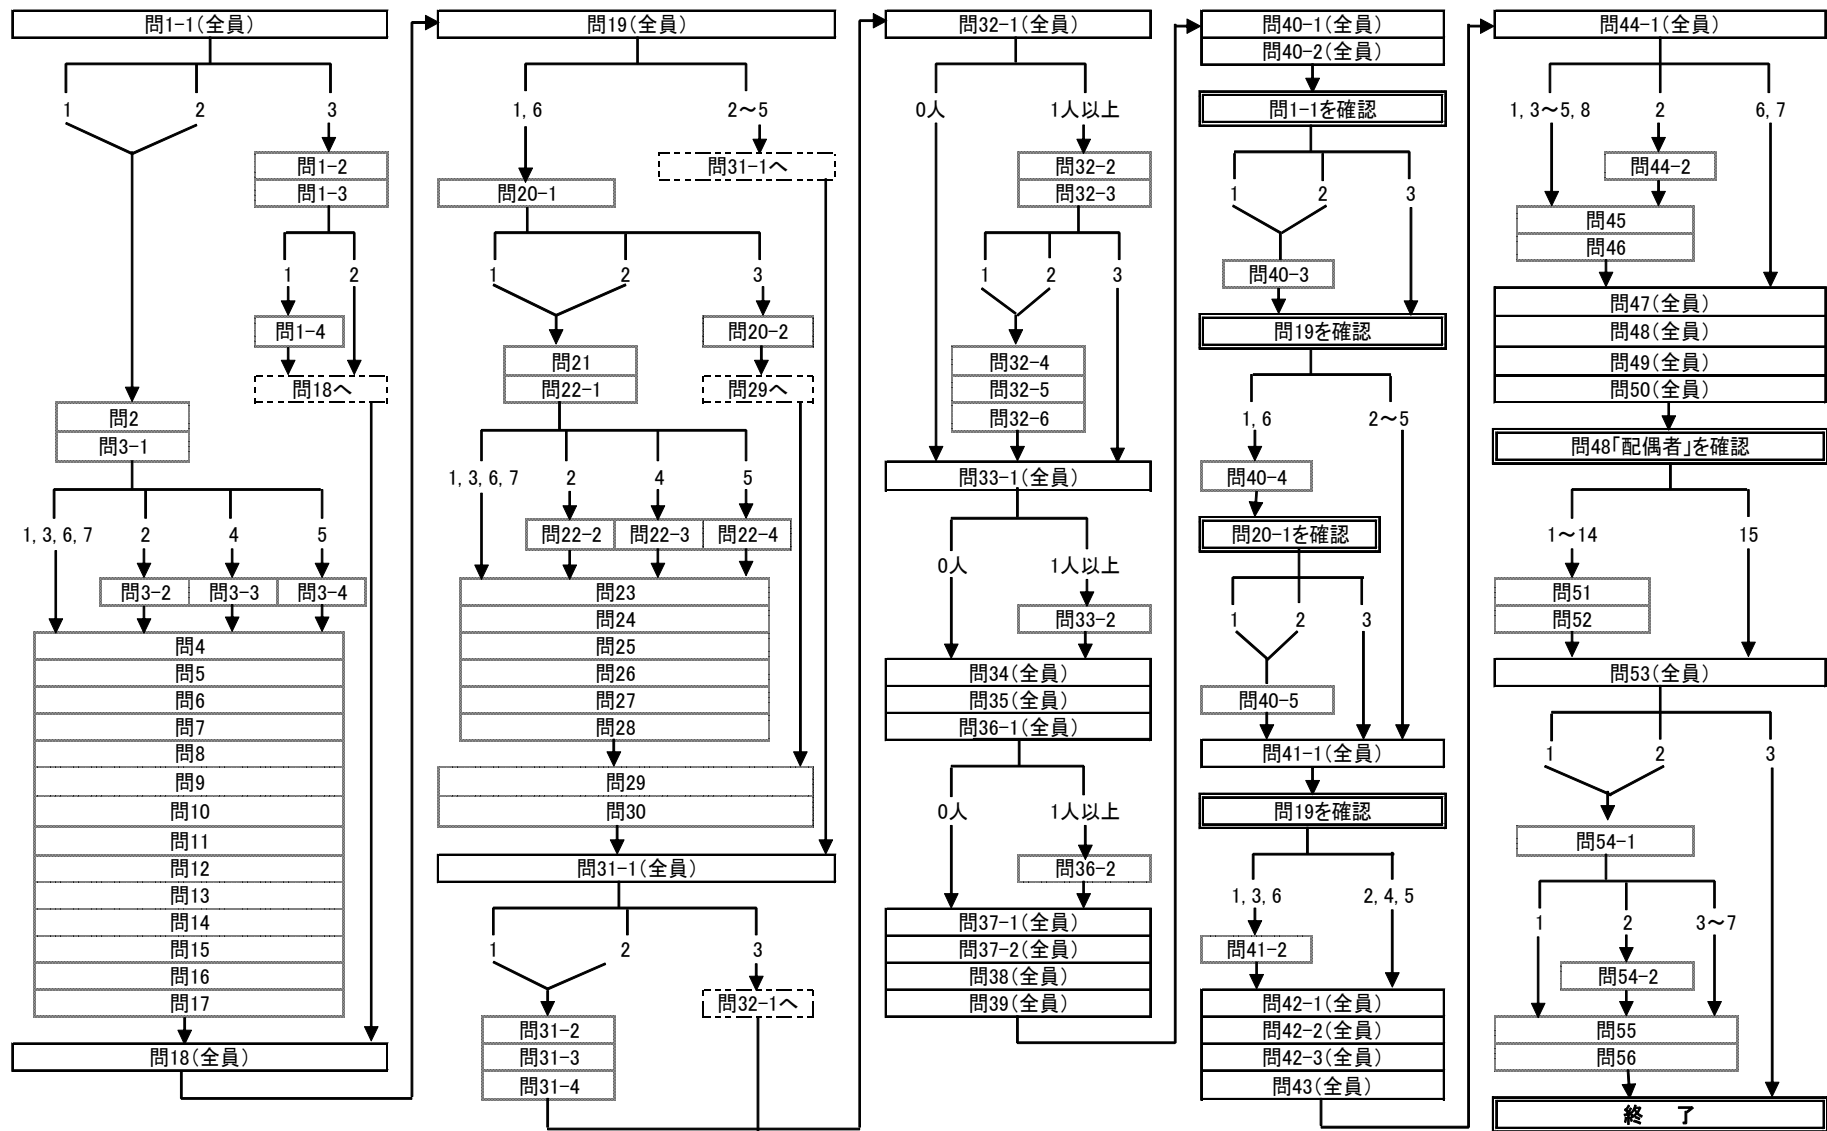 問1-1(全員)
1
2
3
問1-2
問1-3
1
2
問1-4
問18へ
問2
問3-1
1, 3, 6, 7
2
4
5
問3-2
問3-3
問3-4
問4
問5
問6
問7
問8
問9
問10
問11
問12
問13
問14
問15
問16
問17
問18(全員)
問19(全員)
1, 6
2～5
問31-1へ
問20-1
1
2
3
問20-2
問21
問22-1
問29へ
1, 3, 6, 7
2
4
5
問22-2
問22-3
問22-4
問23
問24
問25
問26
問27
問28
問29
問30
問31-1(全員)
1
2
3
問32-1へ
問31-2
問31-3
問31-4
問32-1(全員)
0人
1人以上
問32-2
問32-3
1
2
3
問32-4
問32-5
問32-6
問33-1(全員)
0人
1人以上
問33-2
問34(全員)
問35(全員)
問36-1(全員)
0人
1人以上
問36-2
問37-1(全員)
問37-2(全員)
問38(全員)
問39(全員)
問40-1(全員)
問40-2(全員)
問1-1を確認
1
2
3
問40-3
問19を確認
1, 6
2～5
問40-4
問20-1を確認
1
2
3
問40-5
問41-1(全員)
問19を確認
1, 3, 6
2, 4, 5
問41-2
問42-1(全員)
問42-2(全員)
問42-3(全員)
問43(全員)
問44-1(全員)
1, 3～5, 8
2
6, 7
問44-2
問45
問46
問47(全員)
問48(全員)
問49(全員)
問50(全員)
問48「配偶者」を確認
1～14
15
問51
問52
問53(全員)
1
2
3
問54-1
1
2
3～7
問54-2
問55
問56
終 了